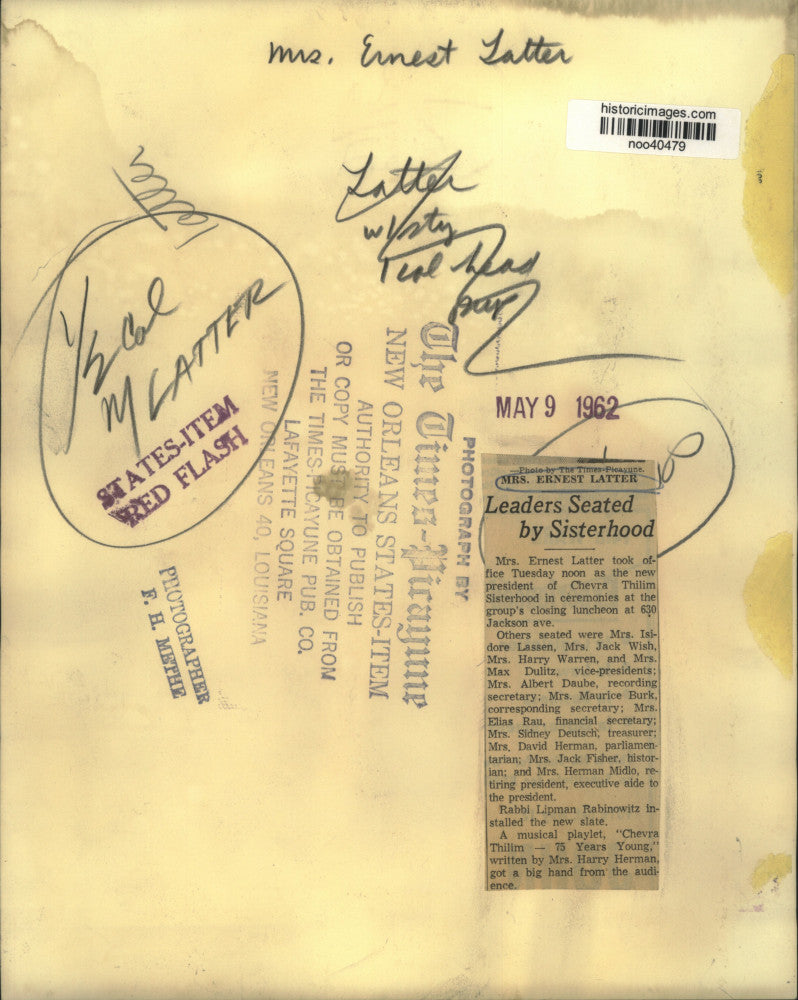 Mrs. Ernest Latter
historicimages.com
noo40479
Latter
1/2 Col
M LATTER
STATES-ITEM
RED FLASH
MAY 9 1962
PHOTOGRAPH BY
The Times-Picayune
NEW ORLEANS STATES-ITEM
AUTHORITY TO PUBLISH
OR COPY MUST BE OBTAINED FROM
THE TIMES-PICAYUNE PUB. CO.
LAFAYETTE SQUARE
NEW ORLEANS 40, LOUISIANA
PHOTOGRAPHER
F. H. METHE
—Photo by The Times-Picayune.
MRS. ERNEST LATTER
Leaders Seated
by Sisterhood
Mrs. Ernest Latter took of-
fice Tuesday noon as the new
president of Chevra Thilim
Sisterhood in ceremonies at the
group's closing luncheon at 630
Jackson ave.
Others seated were Mrs. Isi-
dore Lassen, Mrs. Jack Wish,
Mrs. Harry Warren, and Mrs.
Max Dulitz, vice-presidents;
Mrs. Albert Daube, recording
secretary; Mrs. Maurice Burk,
corresponding secretary; Mrs.
Elias Rau, financial secretary;
Mrs. Sidney Deutsch, treasurer;
Mrs. David Herman, parliamen-
tarian; Mrs. Jack Fisher, histor-
ian; and Mrs. Herman Midlo, re-
tiring president, executive aide to
the president.
Rabbi Lipman Rabinowitz in-
stalled the new slate.
A musical playlet, "Chevra
Thilim — 75 Years Young,"
written by Mrs. Harry Herman,
got a big hand from the audi-
ence.